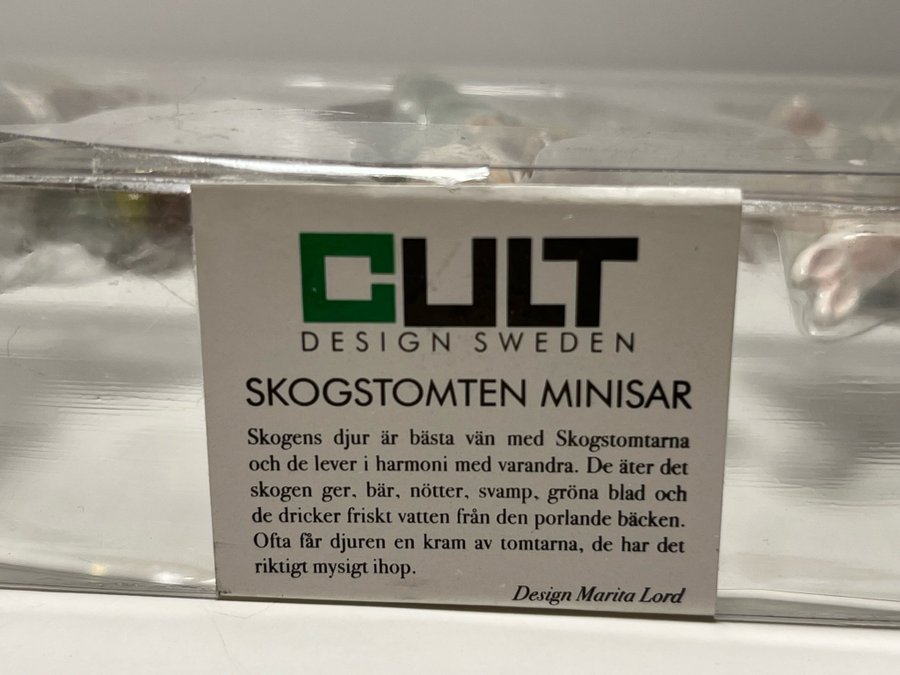 CULT
DESIGN SWEDEN
SKOGSTOMTEN MINISAR
Skogens djur är bästa vän med Skogstomtarna
och de lever i harmoni med varandra. De äter det
skogen ger, bär, nötter, svamp, gröna blad och
de dricker friskt vatten från den porlande bäcken.
Ofta får djuren en kram av tomtarna, de har det
riktigt mysigt ihop.
Design Marita Lord